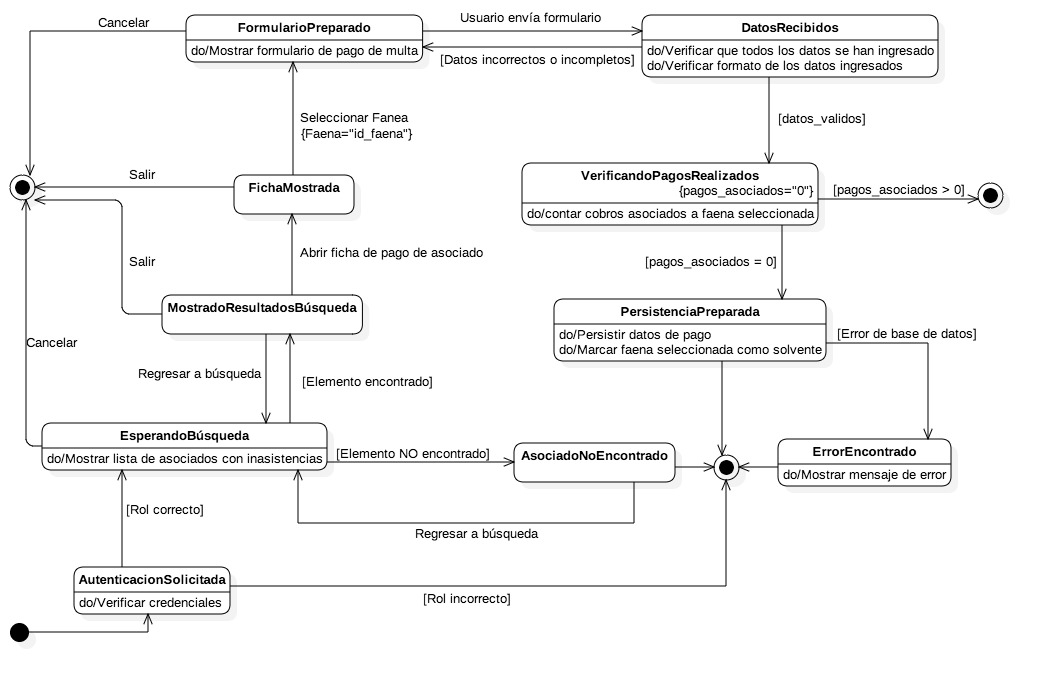 Cancelar
FormularioPreparado
do/Mostrar formulario de pago de multa
Usuario envía formulario
[Datos incorrectos o incompletos]
DatosRecibidos
do/Verificar que todos los datos se han ingresado
do/Verificar formato de los datos ingresados
Seleccionar Fanea
{Faena="id_faena"}
[datos_validos]
Salir
FichaMostrada
VerificandoPagosRealizados
{pagos_asociados="0"}
do/contar cobros asociados a faena seleccionada
[pagos_asociados > 0]
Abrir ficha de pago de asociado
Salir
[pagos_asociados = 0]
MostradoResultadosBúsqueda
PersistenciaPreparada
do/Persistir datos de pago
do/Marcar faena seleccionada como solvente
[Error de base de datos]
Cancelar
Regresar a búsqueda
[Elemento encontrado]
EsperandoBúsqueda
do/Mostrar lista de asociados con inasistencias
[Elemento NO encontrado]
AsociadoNoEncontrado
ErrorEncontrado
do/Mostrar mensaje de error
[Rol correcto]
Regresar a búsqueda
AutenticacionSolicitada
do/Verificar credenciales
[Rol incorrecto]